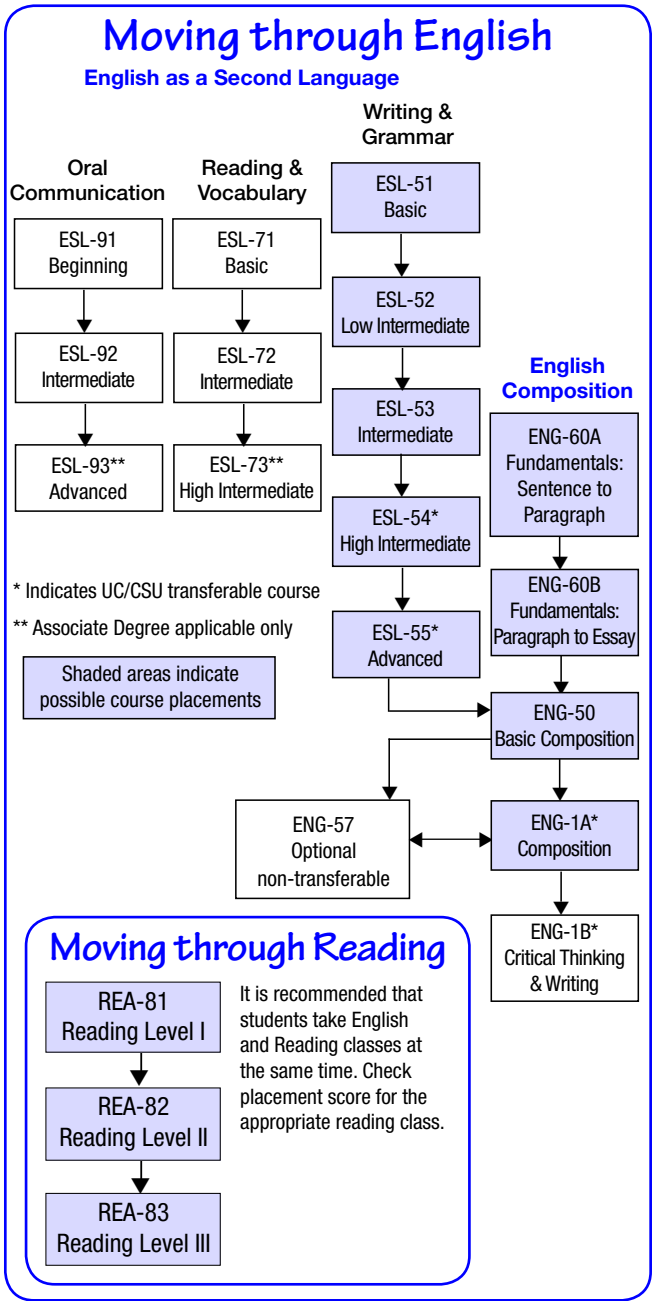 Moving through English
English as a Second Language
Oral
Communication
ESL-91
Beginning
ESL-92
Intermediate
ESL-93**
Advanced
Reading &
Vocabulary
ESL-71
Basic
ESL-72
Intermediate
ESL-73**
High Intermediate
Writing &
Grammar
ESL-51
Basic
ESL-52
Low Intermediate
ESL-53
Intermediate
ESL-54*
High Intermediate
ESL-55*
Advanced
English
Composition
ENG-60A
Fundamentals:
Sentence to
Paragraph
ENG-60B
Fundamentals:
Paragraph to Essay
ENG-50
Basic Composition
ENG-57
Optional
non-transferable
ENG-1A*
Composition
ENG-1B*
Critical Thinking
& Writing
* Indicates UC/CSU transferable course
** Associate Degree applicable only
Shaded areas indicate
possible course placements
Moving through Reading
REA-81
Reading Level I
REA-82
Reading Level II
REA-83
Reading Level III
It is recommended that
students take English
and Reading classes at
the same time. Check
placement score for the
appropriate reading class.